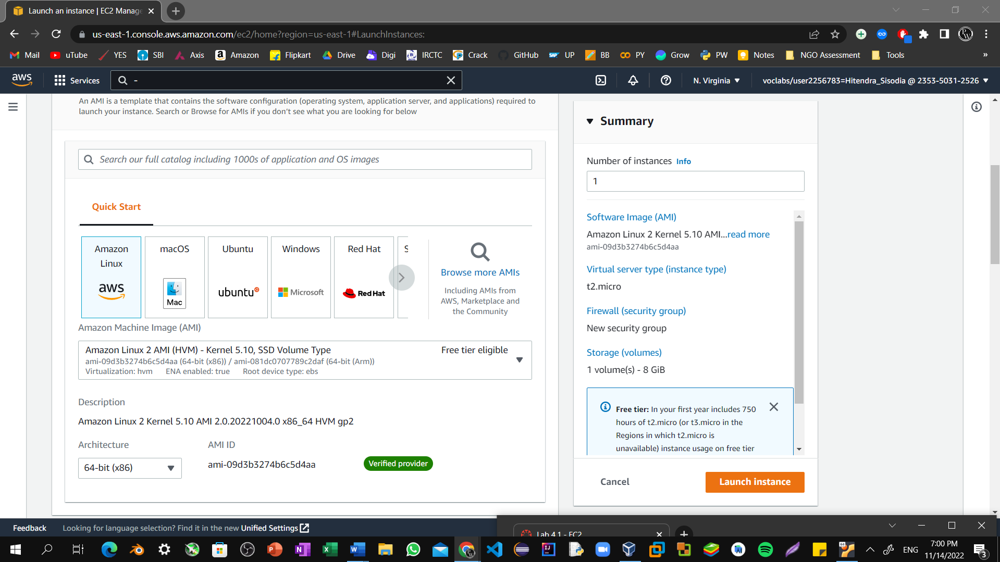 Launch an instance | EC2 Manage
us-east-1.console.aws.amazon.com/ec2/home?region=us-east-1#LaunchInstances:
Mail
uTube
YES
SBI
Axis
Amazon
Flipkart
Drive
Digi
IRCTC
Crack
GitHub
UP
BB
PY
Grow
PW
Notes
NGO Assessment
Tools
»
aws
Services
-
N. Virginia
voclabs/user2256783=Hitendra_Sisodia @ 2353-5031-2526
An AMI is a template that contains the software configuration (operating system, application server, and applications) required to
launch your instance. Search or Browse for AMIs if you don't see what you are looking for below
Search our full catalog including 1000s of application and OS images
Quick Start
Amazon
Linux
aws
macOS
Mac
Ubuntu
ubuntu
Windows
Microsoft
Red Hat
Red Hat
S
Browse more AMIs
Including AMIs from
AWS, Marketplace and
the Community
Amazon Machine Image (AMI)
Amazon Linux 2 AMI (HVM) - Kernel 5.10, SSD Volume Type
Free tier eligible
ami-09d3b3274b6c5d4aa (64-bit (x86)) / ami-081dc0707789c2daf (64-bit (Arm))
Virtualization: hvm ENA enabled: true Root device type: ebs
Description
Amazon Linux 2 Kernel 5.10 AMI 2.0.20221004.0 x86_64 HVM gp2
Architecture
AMI ID
64-bit (x86)
ami-09d3b3274b6c5d4aa
Verified provider
Summary
Number of instances Info
1
Software Image (AMI)
Amazon Linux 2 Kernel 5.10 AMI...read more
ami-09d3b3274b6c5d4aa
Virtual server type (instance type)
t2.micro
Firewall (security group)
New security group
Storage (volumes)
1 volume(s) - 8 GiB
Free tier: In your first year includes 750
hours of t2.micro (or t3.micro in the
Regions in which t2.micro is
unavailable) instance usage on free tier
Cancel
Launch instance
Feedback
Looking for language selection? Find it in the new Unified Settings
Lab 4.1 - EC2
ENG
7:00 PM
11/14/2022
3